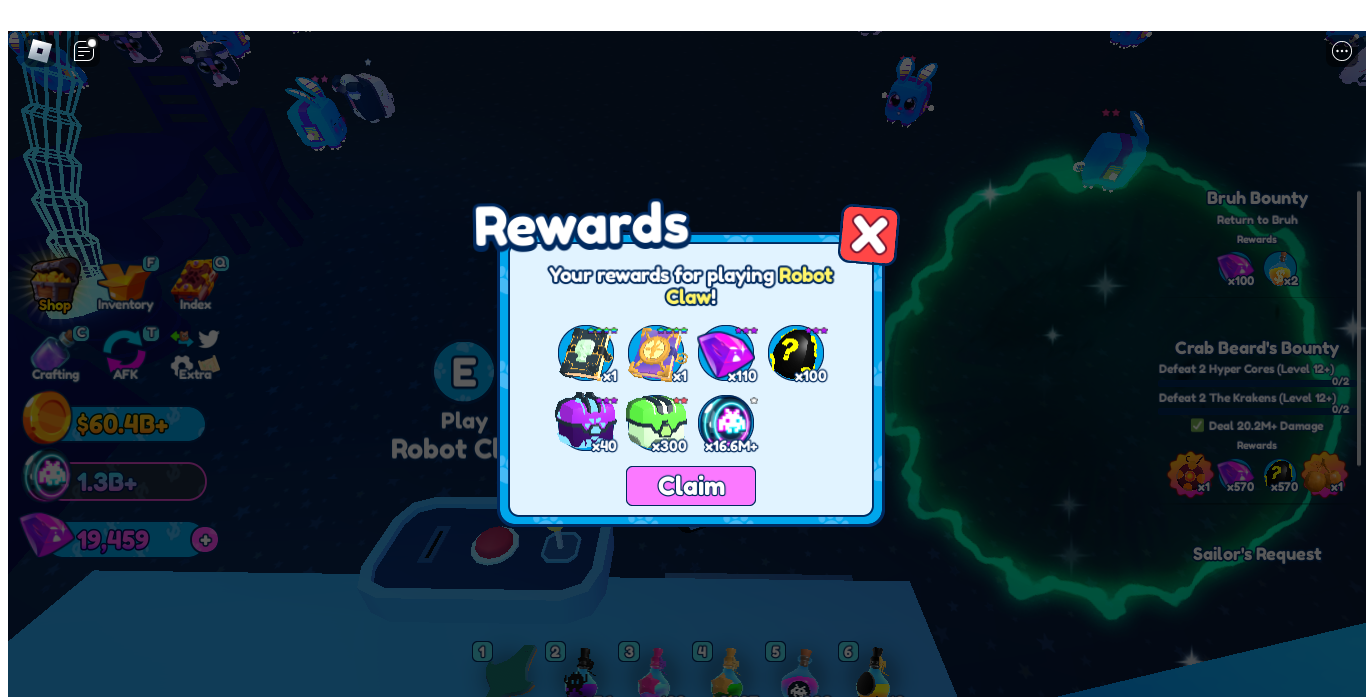 Rewards
Your rewards for playing Robot
Claw!
x1
x1
x110
?
x100
x40
x300
x16.6M+
Claim
Shop
F
Inventory
Q
Index
C
Crafting
T
AFK
Extra
$60.4B+
1.3B+
19,459
+
E
Play
Robot Cl
Bruh Bounty
Return to Bruh
Rewards
x100
x2
Crab Beard's Bounty
Defeat 2 Hyper Cores (Level 12+)
0/2
Defeat 2 The Krakens (Level 12+)
0/2
Deal 20.2M+ Damage
Rewards
x1
x570
?
x570
x1
Sailor's Request
1
2
3
4
5
6